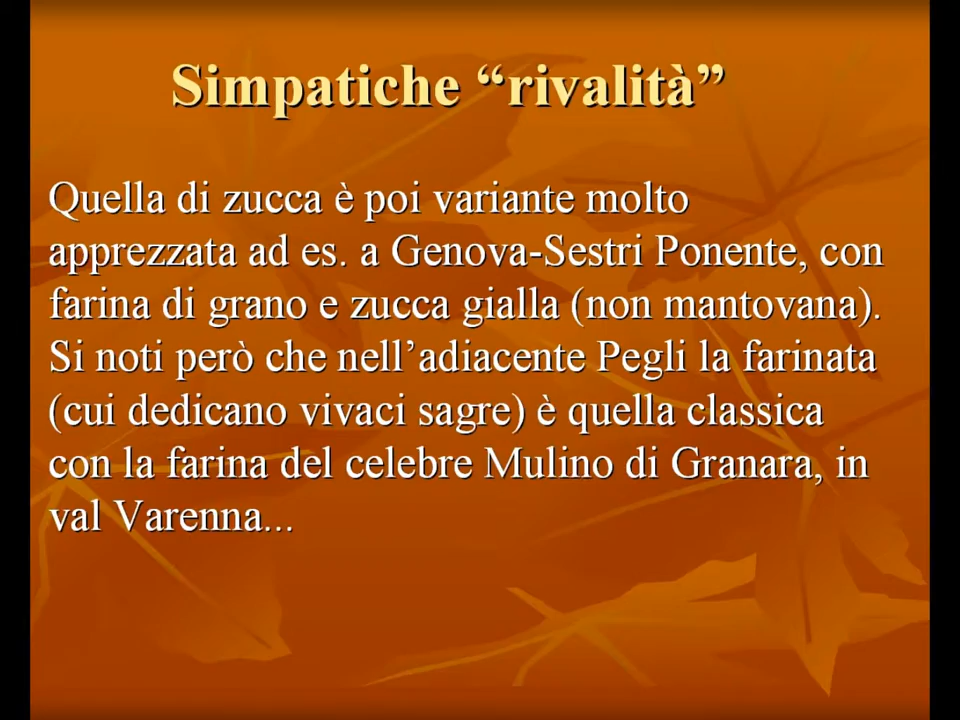 Simpatiche “rivalità”
Quella di zucca è poi variante molto
apprezzata ad es. a Genova-Sestri Ponente, con
farina di grano e zucca gialla (non mantovana).
Si noti però che nell’adiacente Pegli la farinata
(cui dedicano vivaci sagre) è quella classica
con la farina del celebre Mulino di Granara, in
val Varenna...